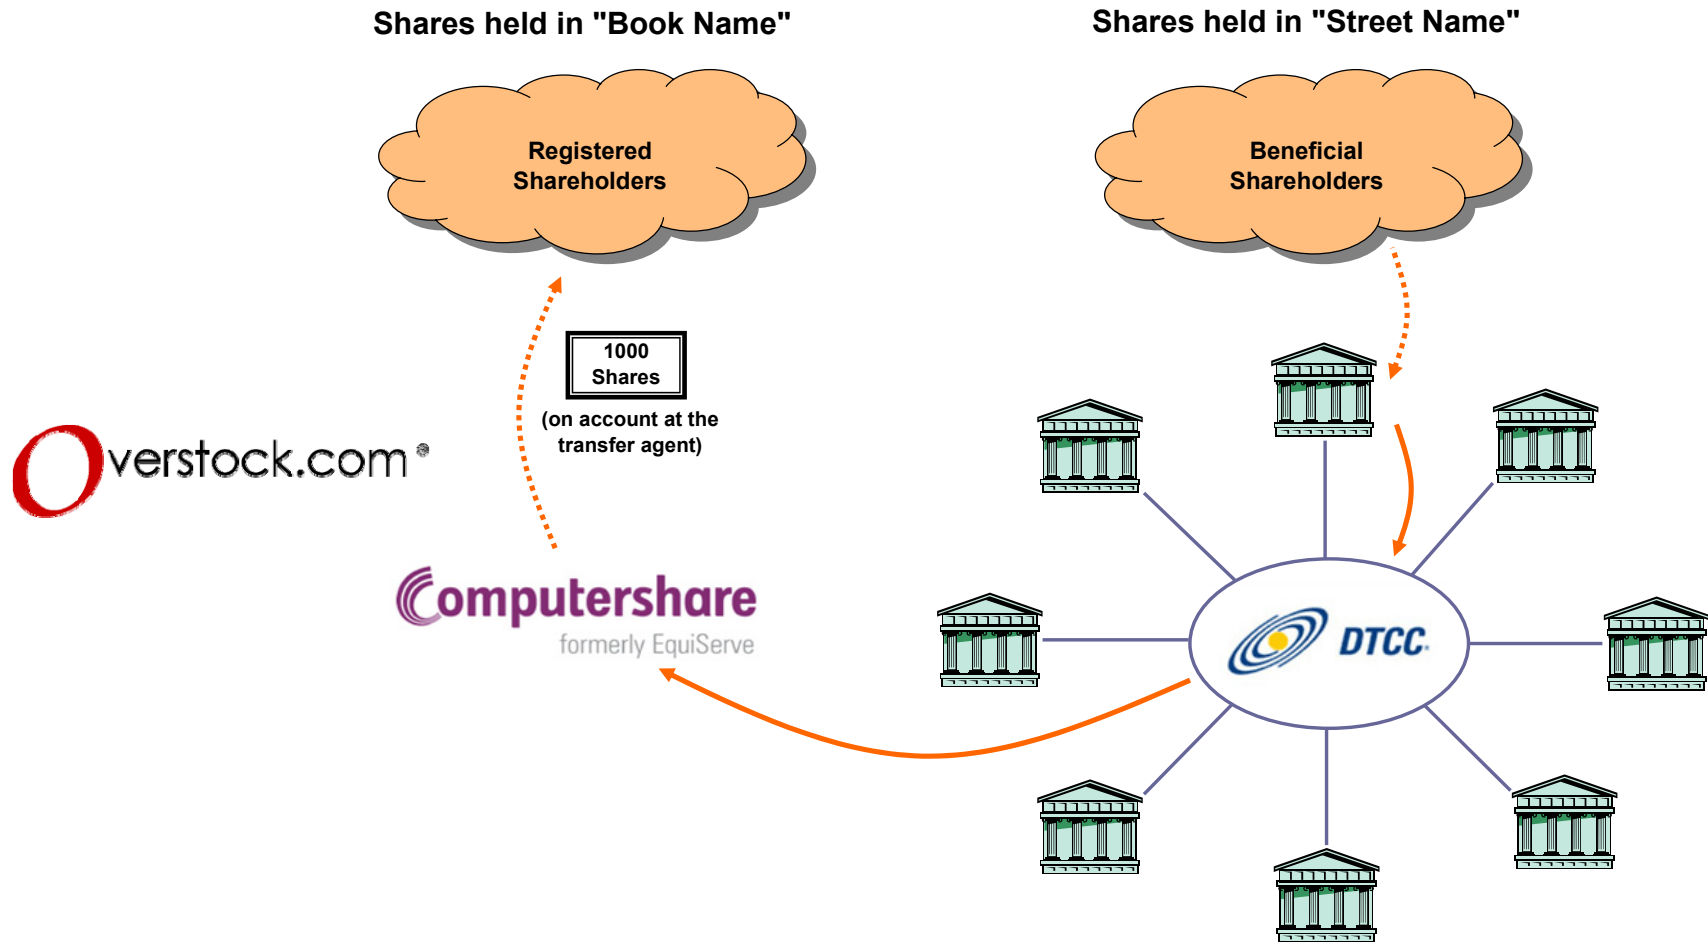 Shares held in "Book Name"
Shares held in "Street Name"
Registered
Shareholders
Beneficial
Shareholders
1000
Shares
(on account at the
transfer agent)
Overstock.com
Computershare
formerly EquiServe
DTCC